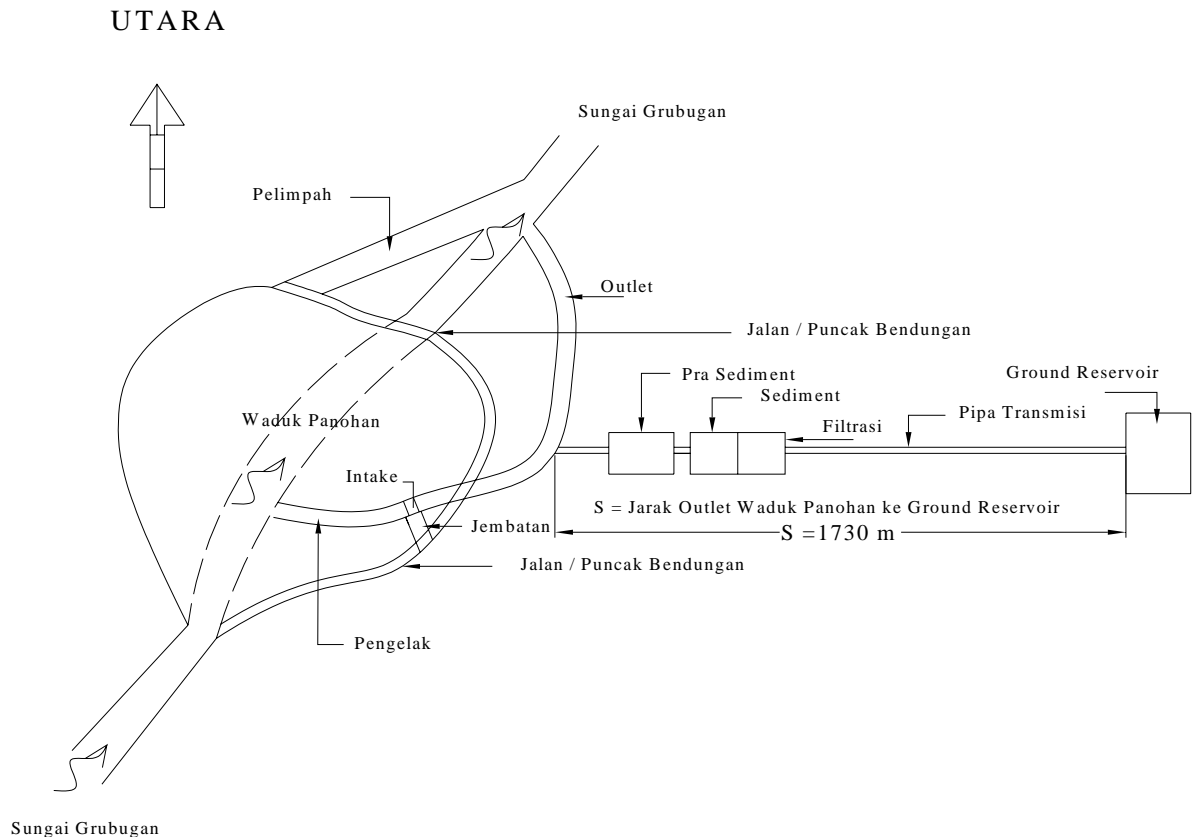 UTARA
Sungai Grubugan
Pelimpah
Outlet
Jalan / Puncak Bendungan
Ground Reservoir
Pra Sediment
Sediment
Pipa Transmisi
Filtrasi
Waduk Panohan
Intake
S = Jarak Outlet Waduk Panohan ke Ground Reservoir
Jembatan
S =1730 m
Jalan / Puncak Bendungan
Pengelak
Sungai Grubugan